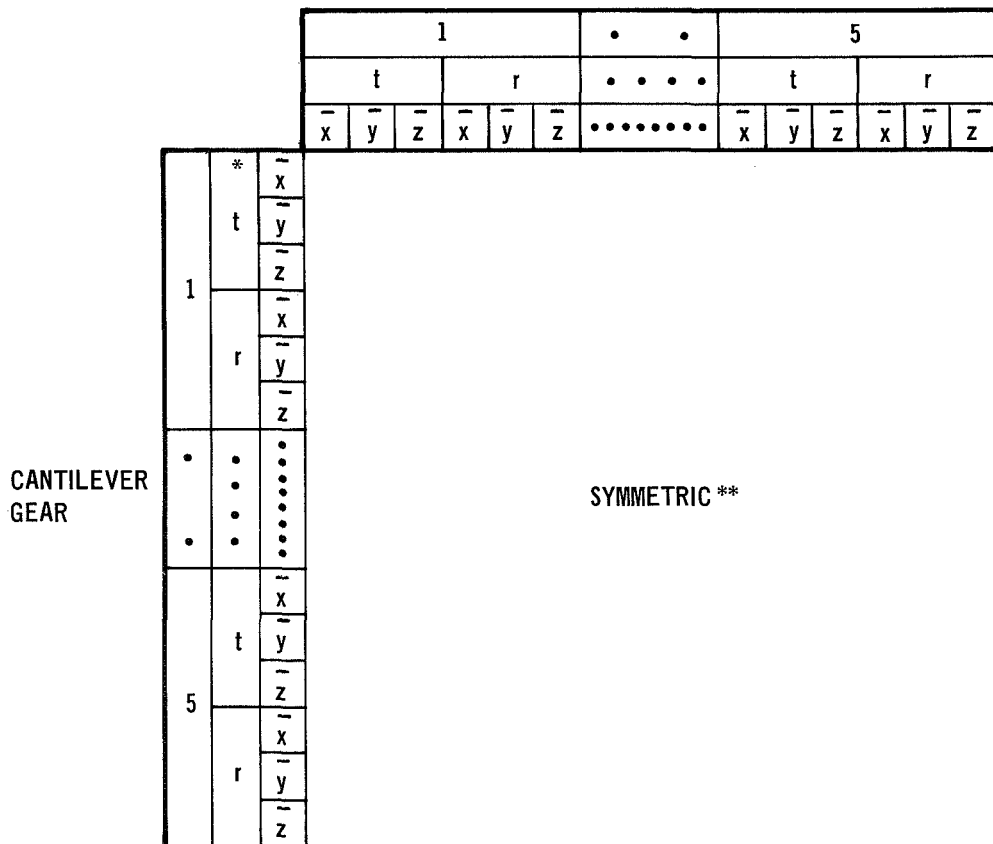 1 • • 5
t r • • • • t r
x̄ ȳ z̄ x̄ ȳ z̄ •••••••• x̄ ȳ z̄ x̄ ȳ z̄
*
x̄
t ȳ
z̄
1
x̄
r ȳ
z̄
• • •
CANTILEVER
GEAR
SYMMETRIC **
x̄
t ȳ
z̄
5
x̄
r ȳ
z̄